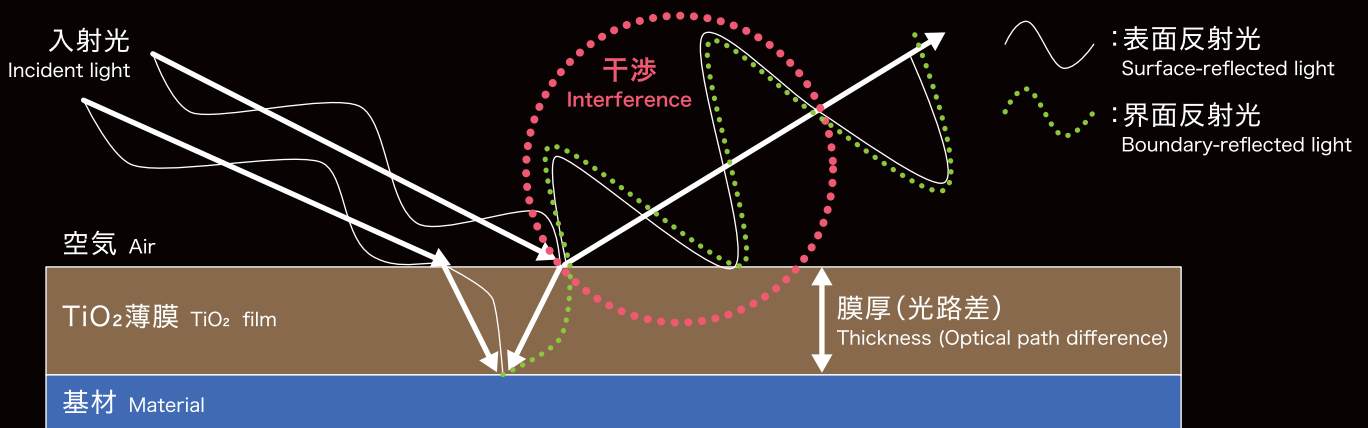 入射光
Incident light
干渉
Interference
:表面反射光
Surface-reflected light
:界面反射光
Boundary-reflected light
空気 Air
TiO₂薄膜 TiO₂ film
膜厚(光路差)
Thickness (Optical path difference)
基材 Material